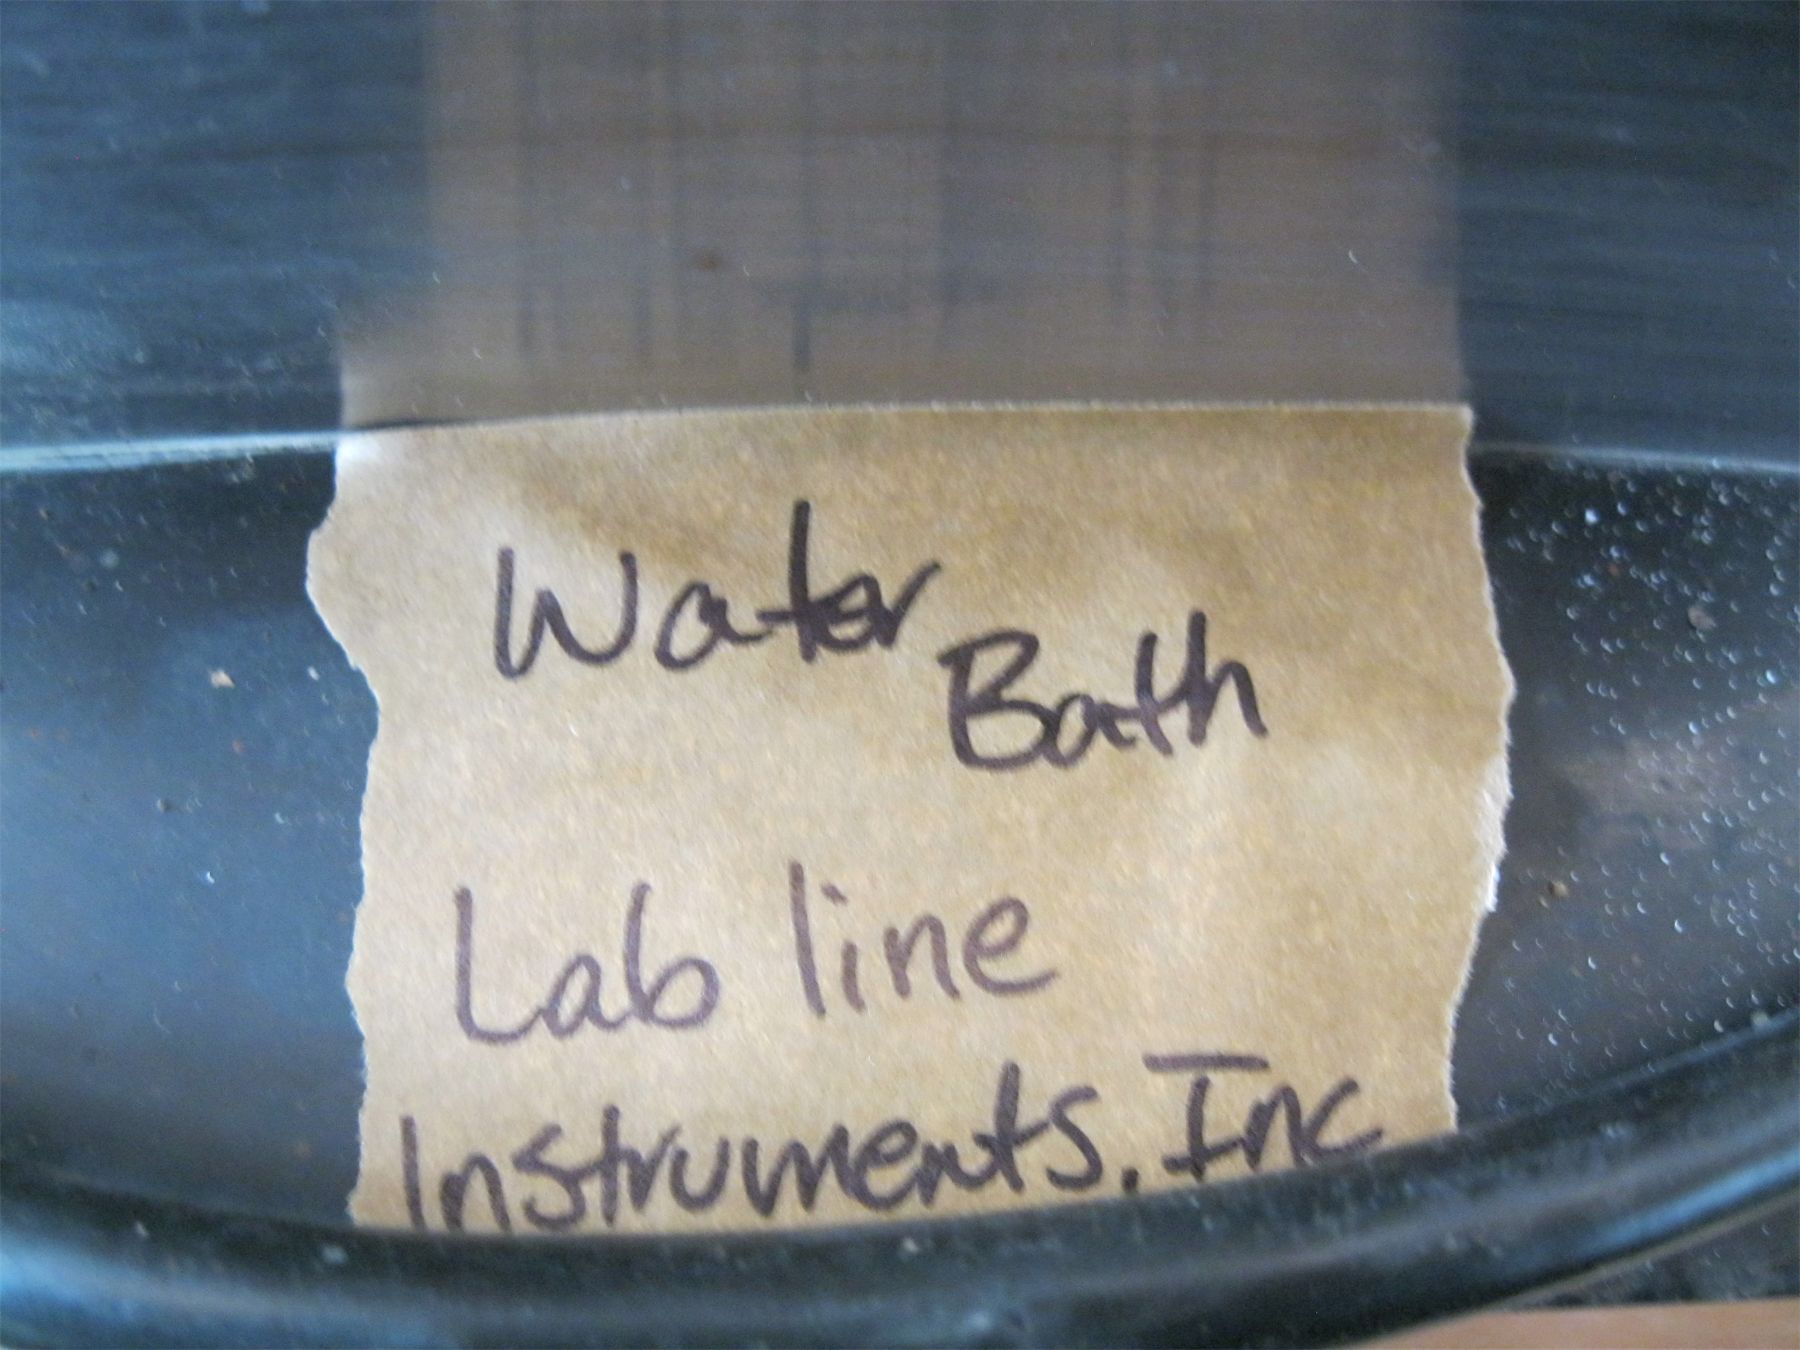 Water Bath
Lab line
Instruments, Inc